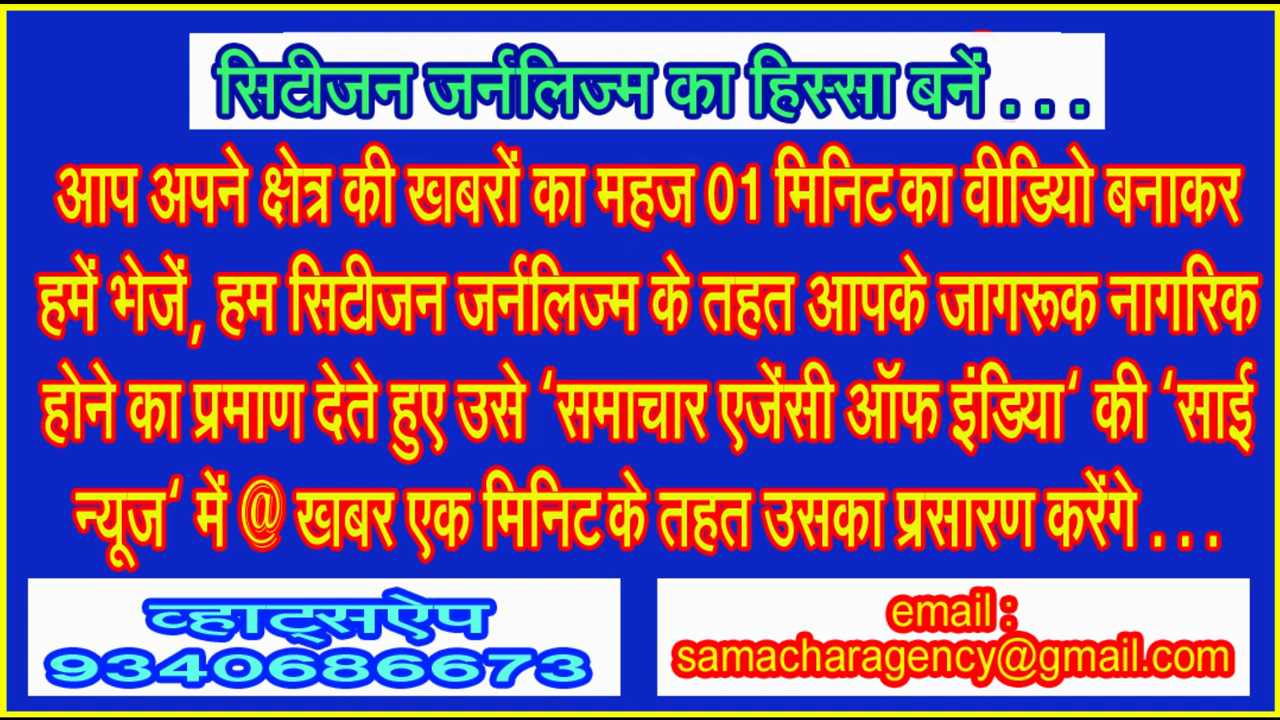 सिटीजन जर्नलिज्म का हिस्सा बनें . . .
आप अपने क्षेत्र की खबरों का महज 01 मिनिट का वीडियो बनाकर
हमें भेजें, हम सिटीजन जर्नलिज्म के तहत आपके जागरूक नागरिक
होने का प्रमाण देते हुए उसे ‘समाचार एजेंसी ऑफ इंडिया‘ की ‘साई
न्यूज‘ में @ खबर एक मिनिट के तहत उसका प्रसारण करेंगे . . .
व्हाट्सऐप
9340686673
email :
samacharagency@gmail.com